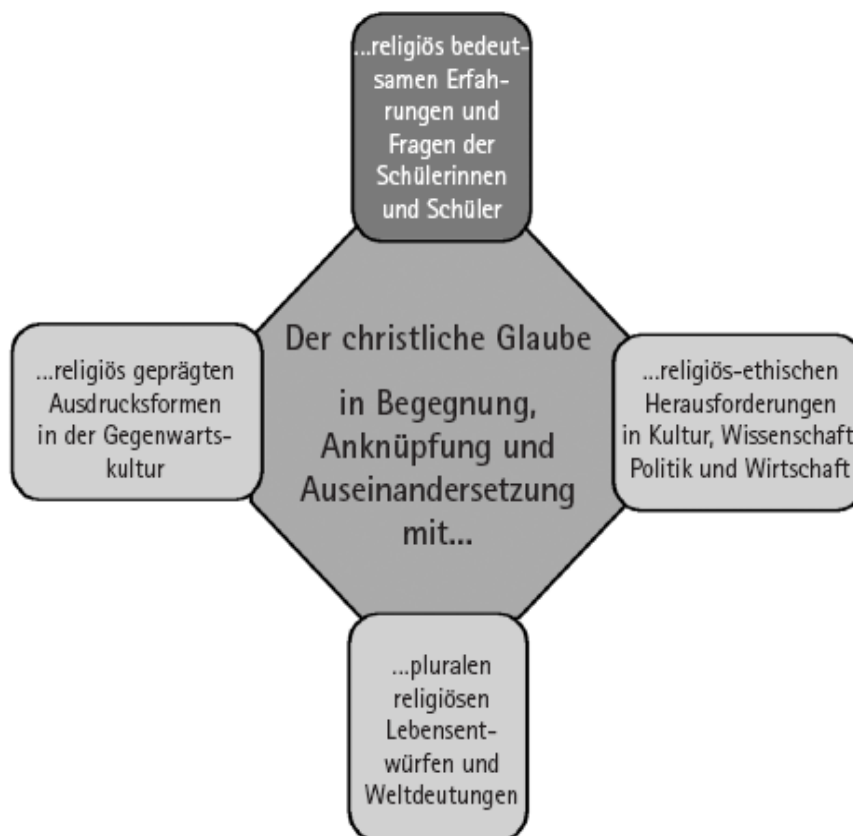 ...religiös bedeut-
samen Erfah-
rungen und
Fragen der
Schülerinnen
und Schüler
Der christliche Glaube
in Begegnung,
Anknüpfung und
Auseinandersetzung
mit...
...religiös geprägten
Ausdrucksformen
in der Gegenwarts-
kultur
...religiös-ethischen
Herausforderungen
in Kultur, Wissenschaft
Politik und Wirtschaft
...pluralen
religiösen
Lebensent-
würfen und
Weltdeutungen